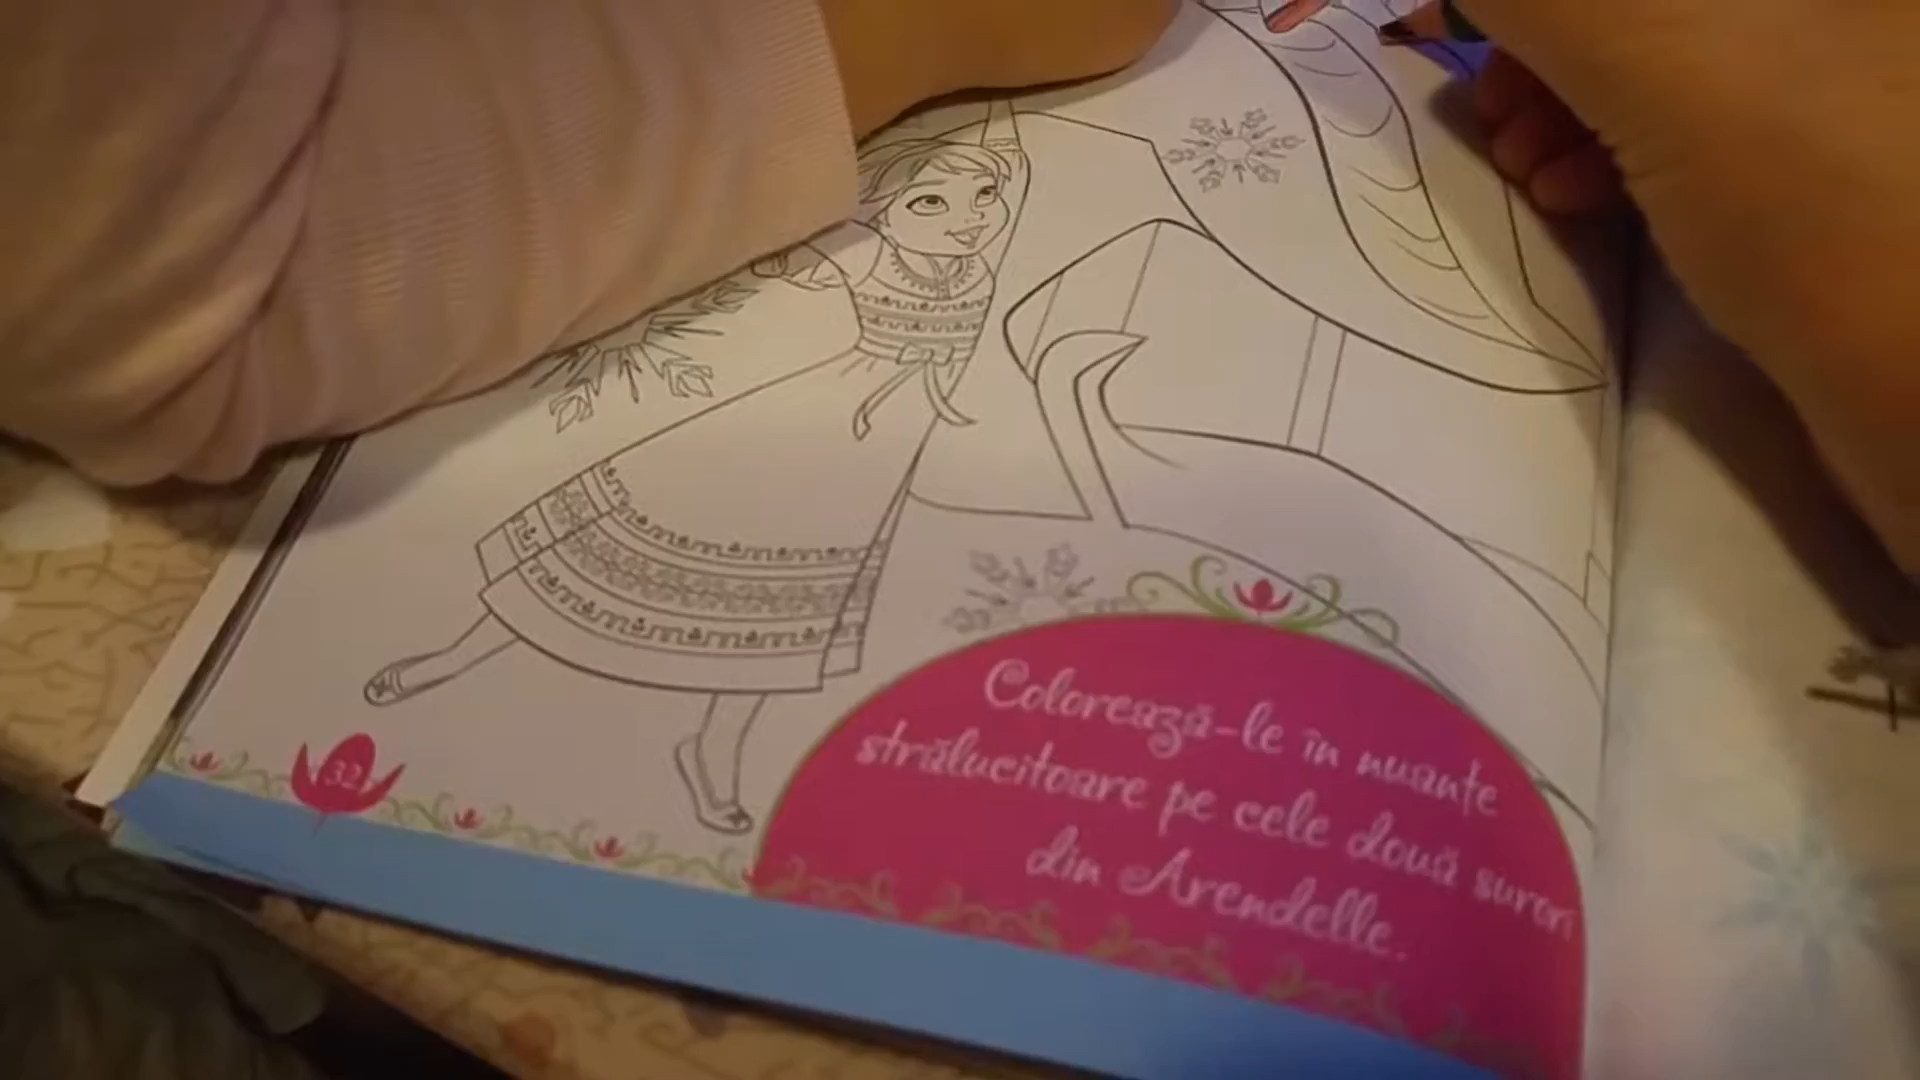 Colorează-le în nuanțe
strălucitoare pe cele două surori
din Arendelle.
32